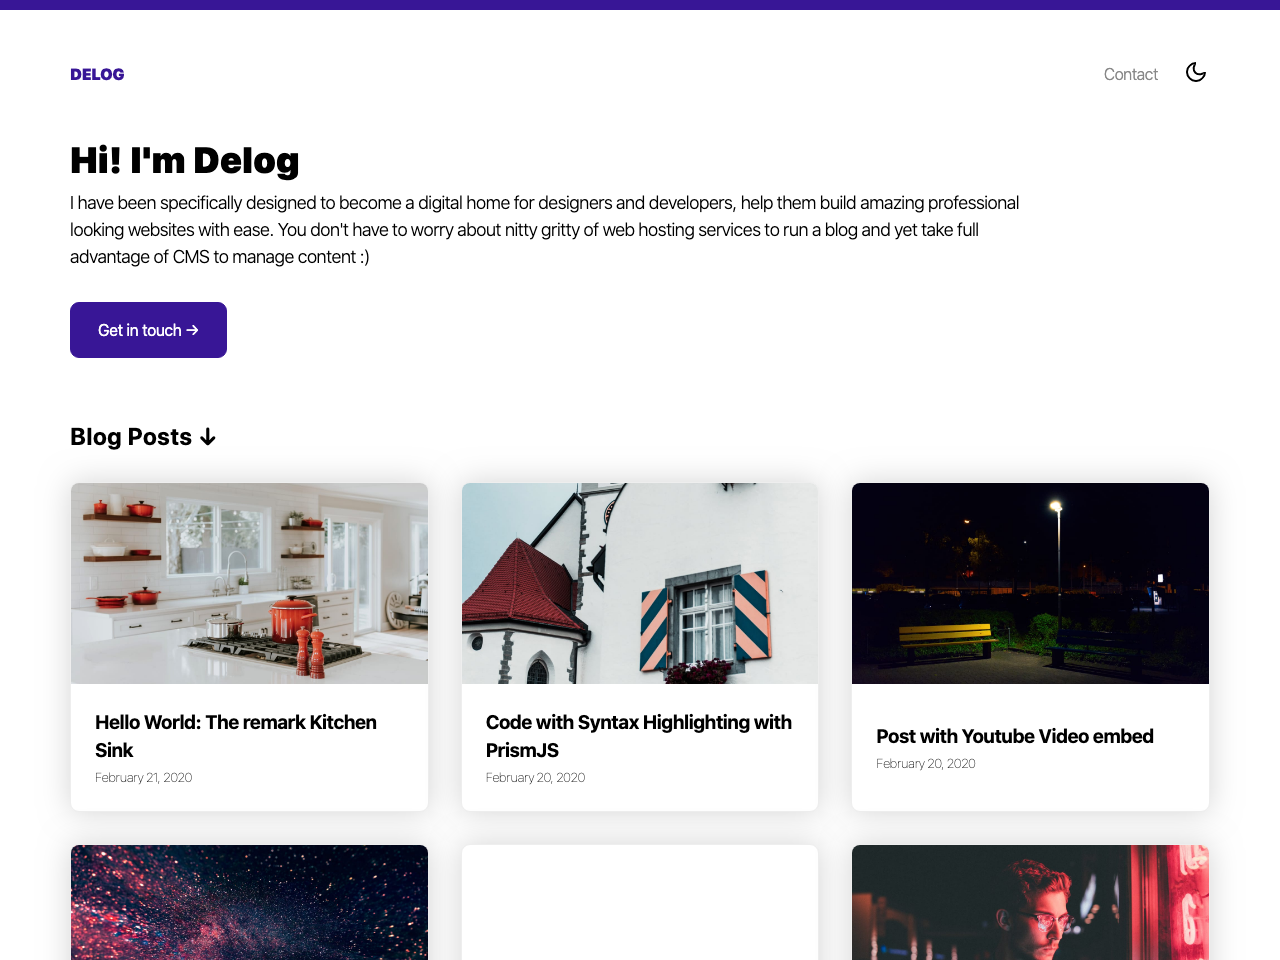 DELOG
Contact
Hi! I'm Delog
I have been specifically designed to become a digital home for designers and developers, help them build amazing professional
looking websites with ease. You don't have to worry about nitty gritty of web hosting services to run a blog and yet take full
advantage of CMS to manage content :)
Get in touch →
Blog Posts ↓
Hello World: The remark Kitchen
Sink
February 21, 2020
Code with Syntax Highlighting with
PrismJS
February 20, 2020
Post with Youtube Video embed
February 20, 2020